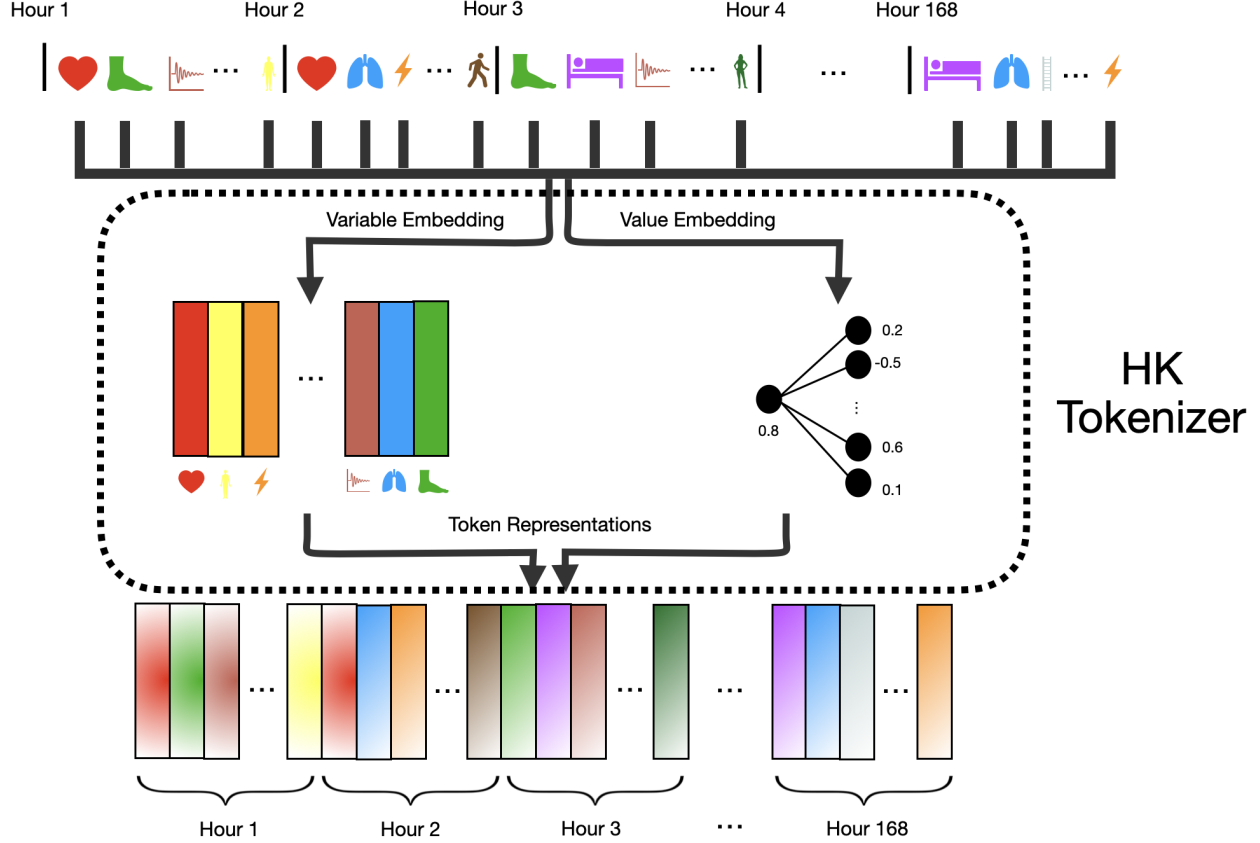 Hour 1
Hour 2
Hour 3
Hour 4
Hour 168
...
...
...
...
...
Variable Embedding
Value Embedding
...
0.8
0.2
-0.5
...
0.6
0.1
HK
Tokenizer
Token Representations
...
...
...
...
...
Hour 1
Hour 2
Hour 3
...
Hour 168